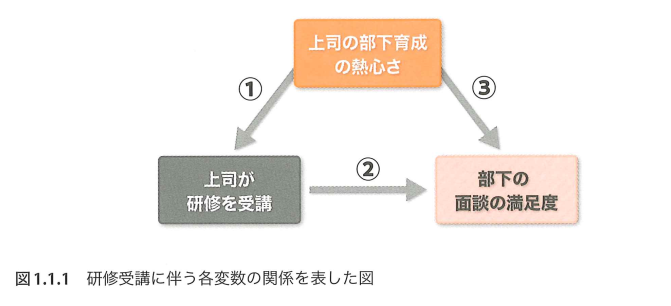 上司の部下育成
の熱心さ
①
③
上司が
研修を受講
②
部下の
面談の満足度
図1.1.1 研修受講に伴う各変数の関係を表した図